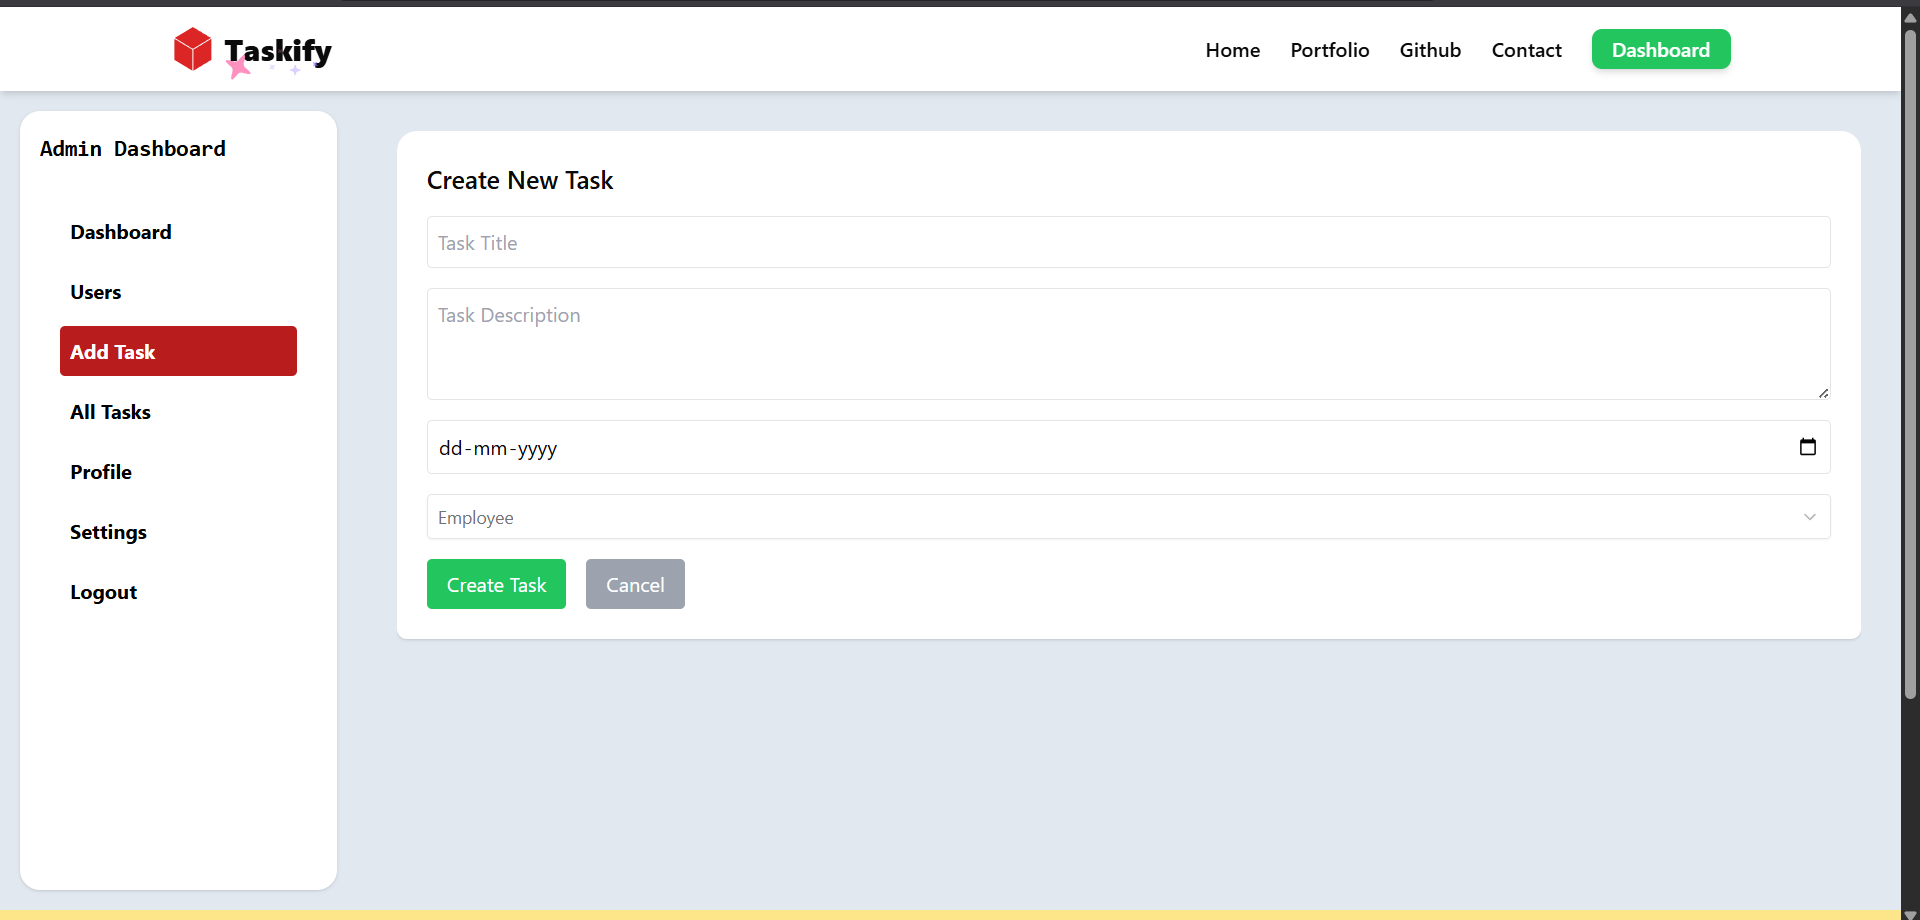 Taskify
Home Portfolio Github Contact Dashboard
Admin Dashboard
Dashboard
Users
Add Task
All Tasks
Profile
Settings
Logout
Create New Task
Task Title
Task Description
dd-mm-yyyy
Employee
Create Task Cancel